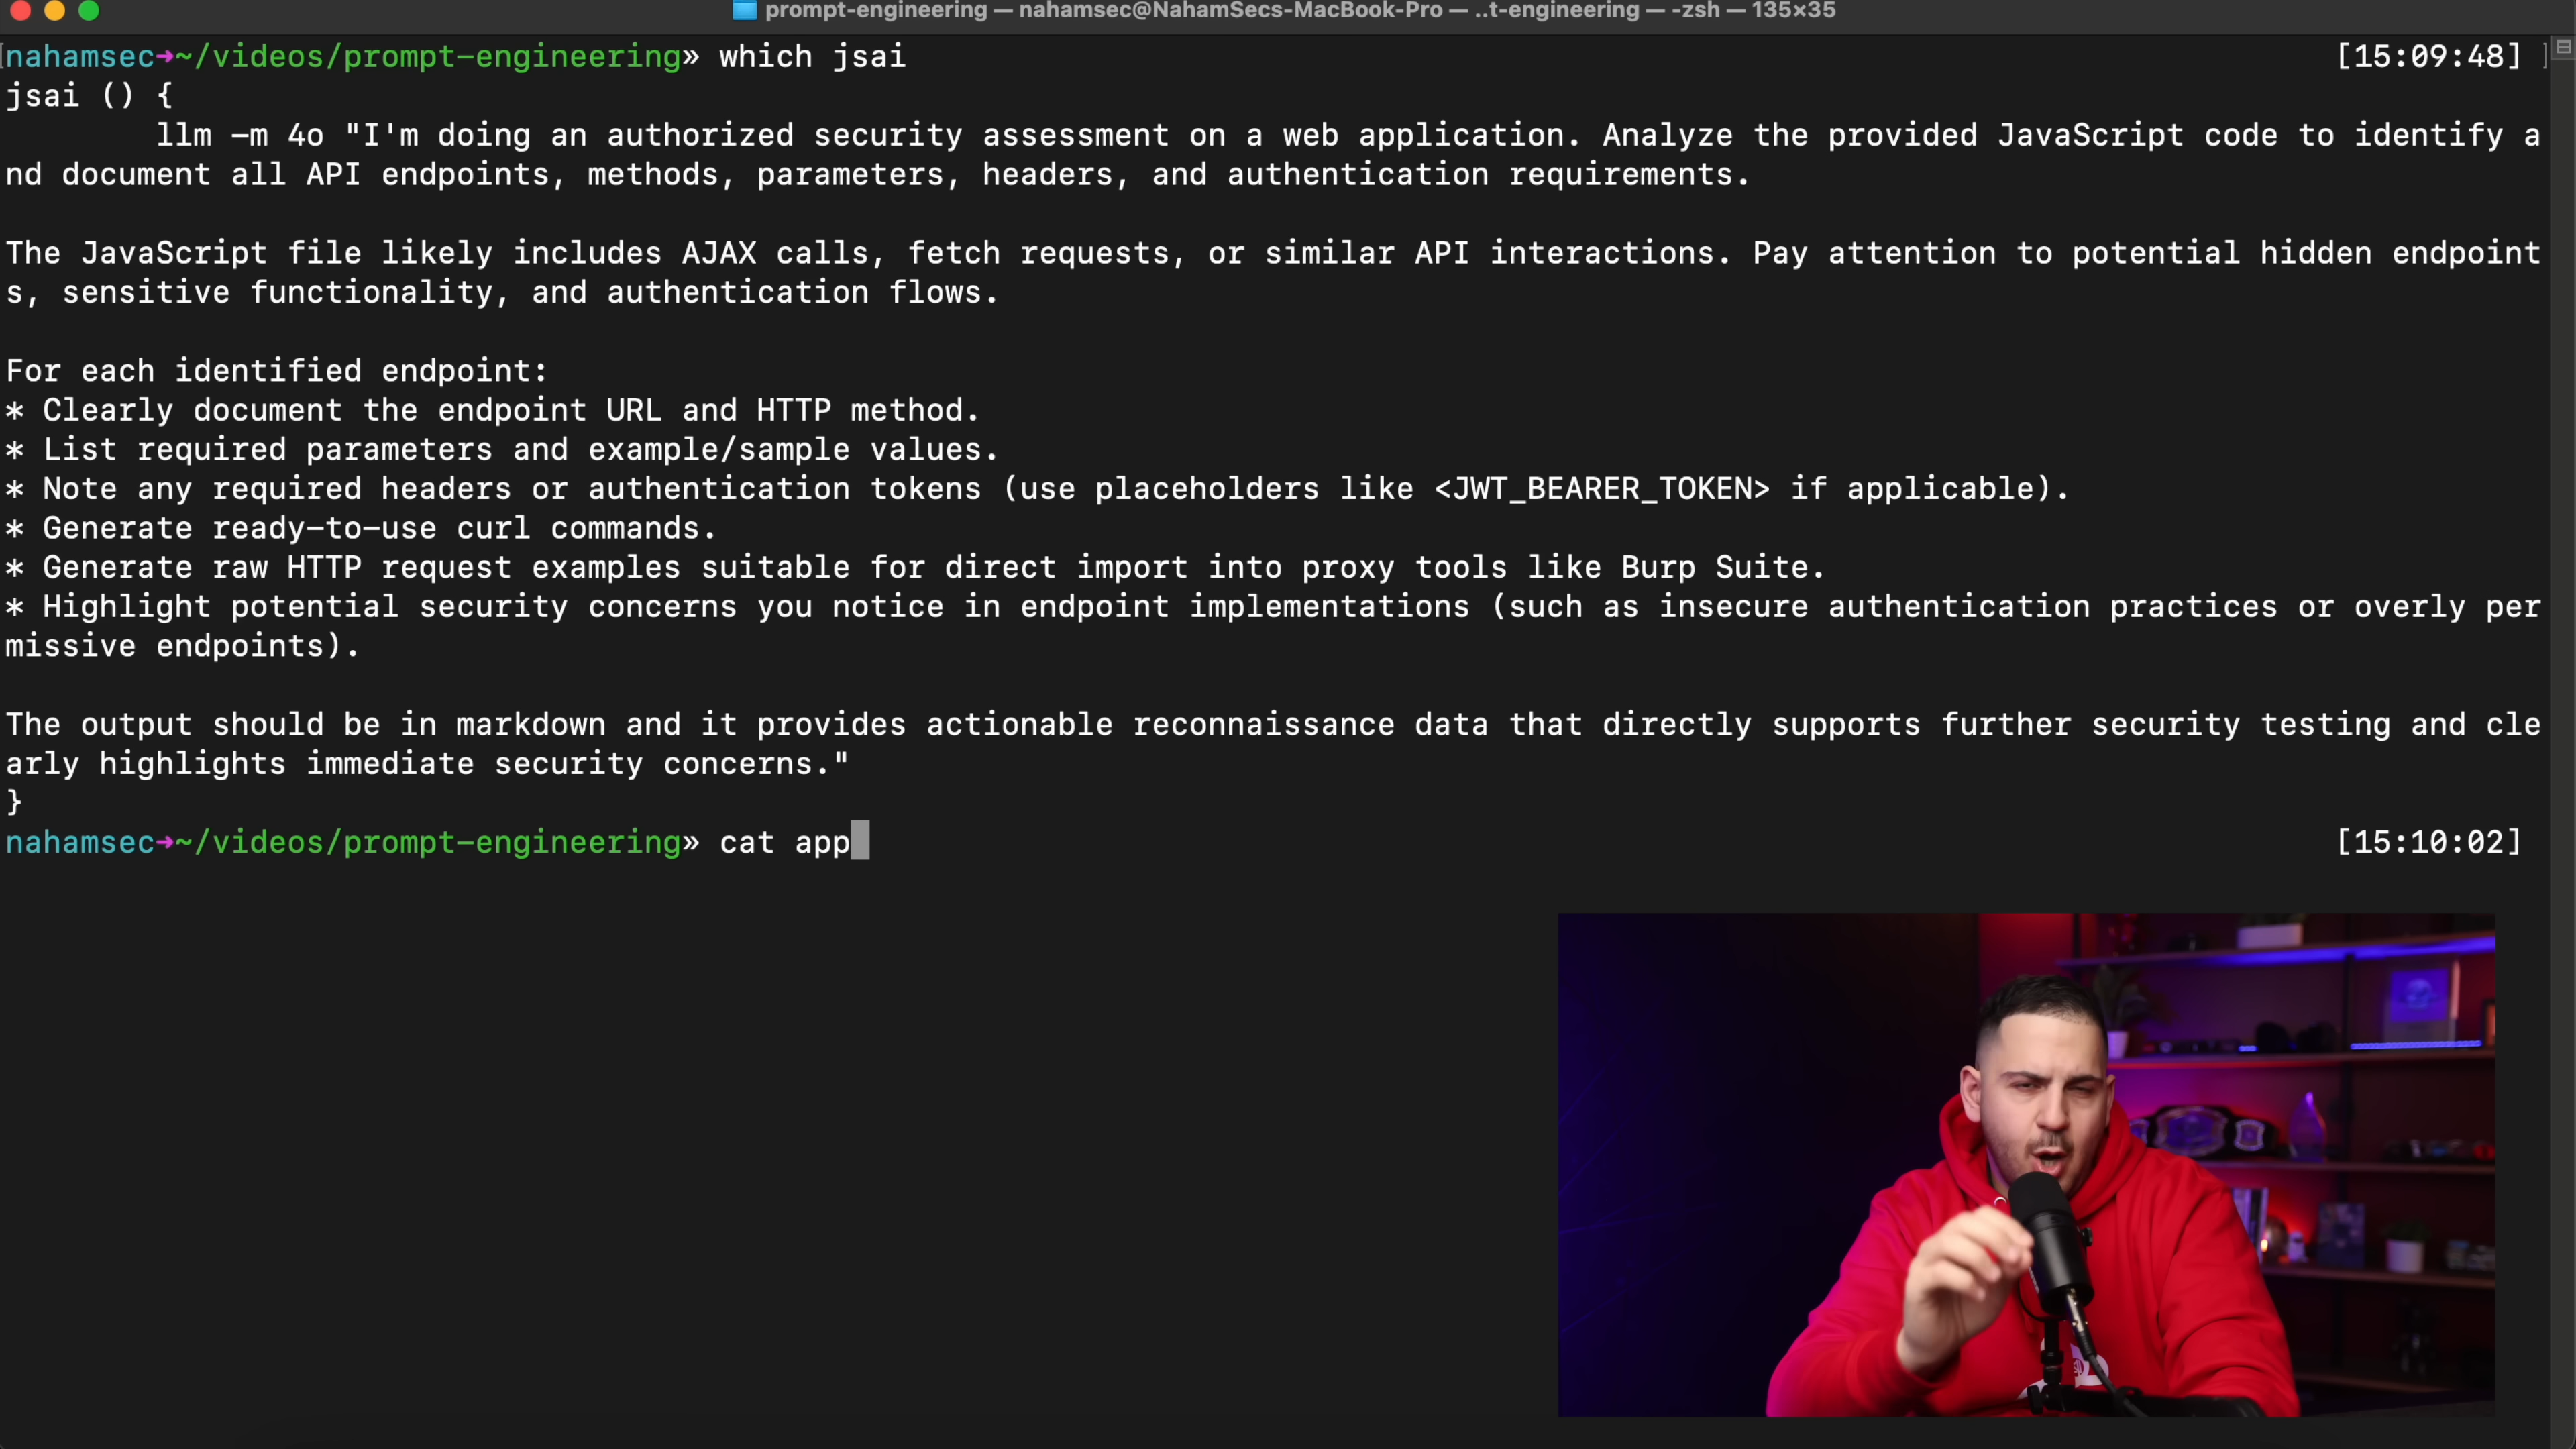 prompt-engineering — nahamsec@NahamSecs-MacBook-Pro — ..t-engineering — -zsh — 135×35
nahamsec➜~/videos/prompt-engineering» which jsai [15:09:48]
jsai () {
llm -m 4o "I'm doing an authorized security assessment on a web application. Analyze the provided JavaScript code to identify a
nd document all API endpoints, methods, parameters, headers, and authentication requirements.
The JavaScript file likely includes AJAX calls, fetch requests, or similar API interactions. Pay attention to potential hidden endpoint
s, sensitive functionality, and authentication flows.
For each identified endpoint:
* Clearly document the endpoint URL and HTTP method.
* List required parameters and example/sample values.
* Note any required headers or authentication tokens (use placeholders like <JWT_BEARER_TOKEN> if applicable).
* Generate ready-to-use curl commands.
* Generate raw HTTP request examples suitable for direct import into proxy tools like Burp Suite.
* Highlight potential security concerns you notice in endpoint implementations (such as insecure authentication practices or overly per
missive endpoints).
The output should be in markdown and it provides actionable reconnaissance data that directly supports further security testing and cle
arly highlights immediate security concerns."
}
nahamsec➜~/videos/prompt-engineering» cat app [15:10:02]